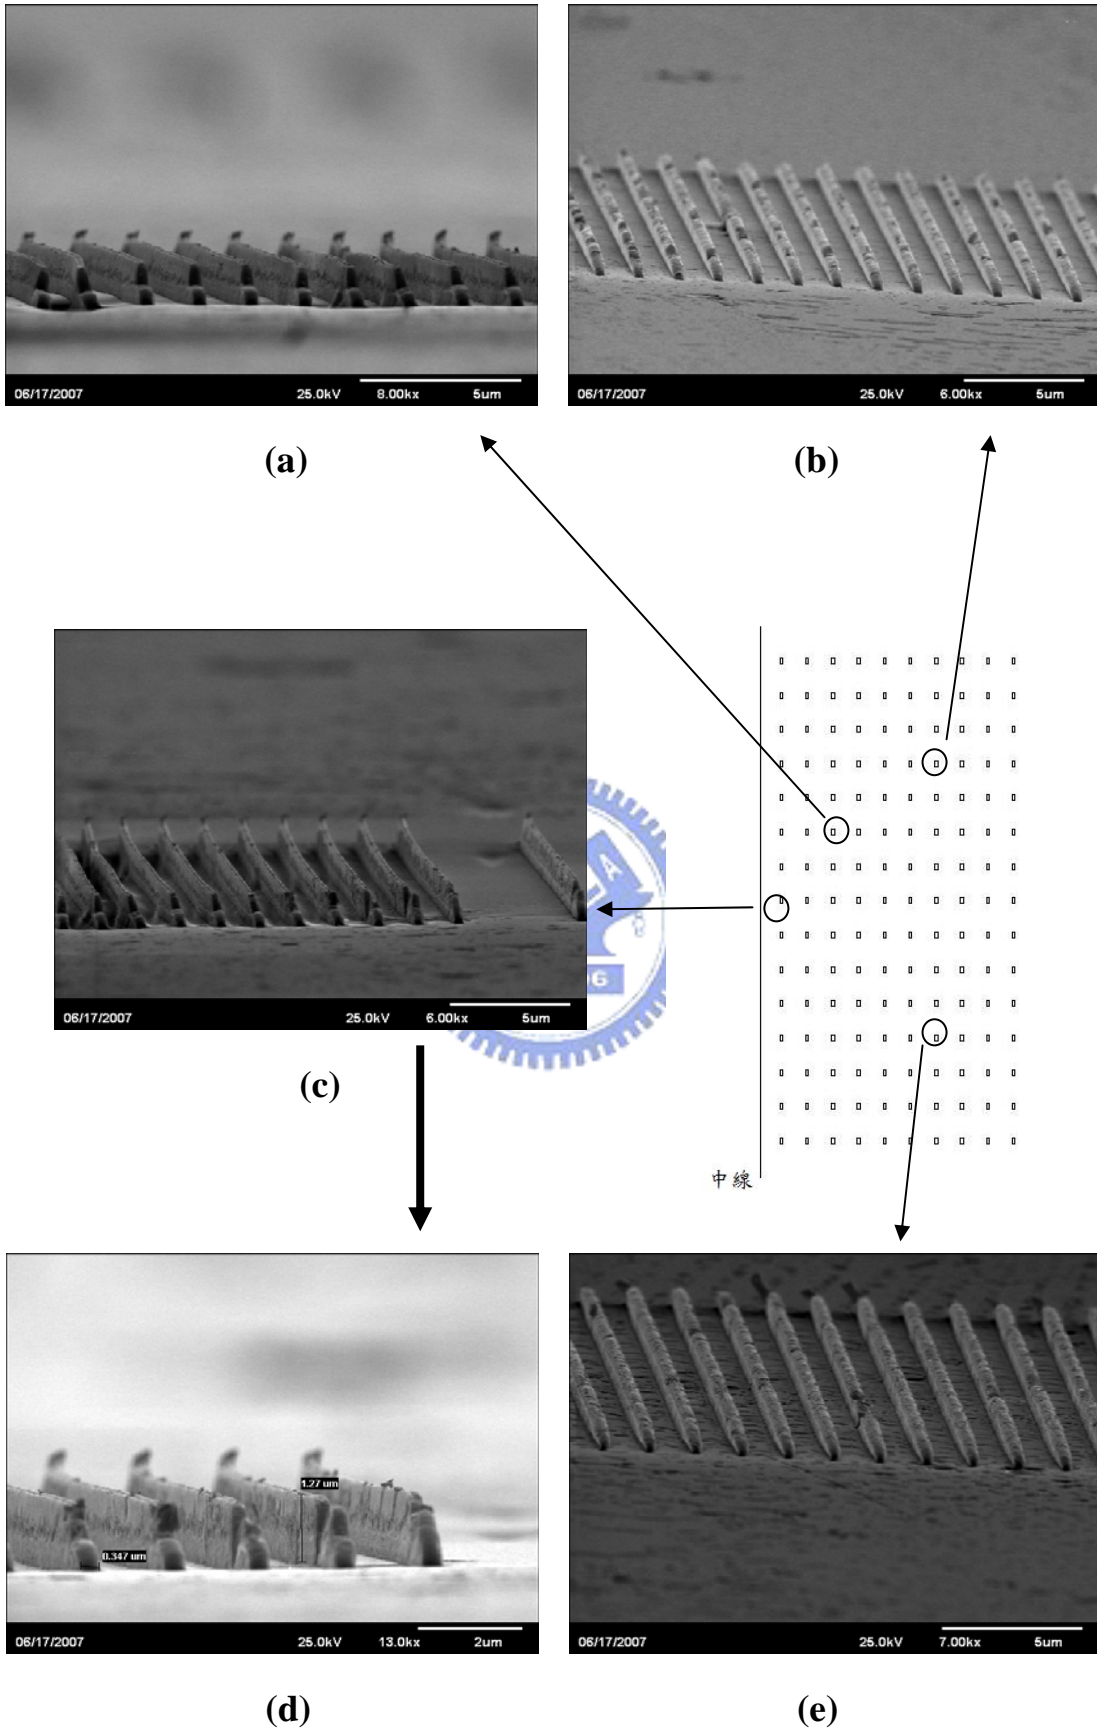 06/17/2007 25.0kV 8.00kx 5um
06/17/2007 25.0kV 6.00kx 5um
(a)
(b)
06/17/2007 25.0kV 6.00kx 5um
(c)
中線
A
96
1.27 um
0.347 um
06/17/2007 25.0kV 13.0kx 2um
06/17/2007 25.0kV 7.00kx 5um
(d)
(e)